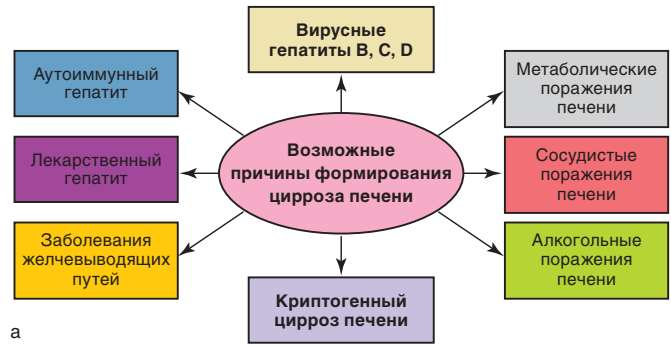 Вирусные
гепатиты B, C, D
Аутоиммунный
гепатит
Метаболические
поражения
печени
Лекарственный
гепатит
Возможные
причины формирования
цирроза печени
Сосудистые
поражения
печени
Заболевания
желчевыводящих
путей
Алкогольные
поражения
печени
Криптогенный
цирроз печени
а